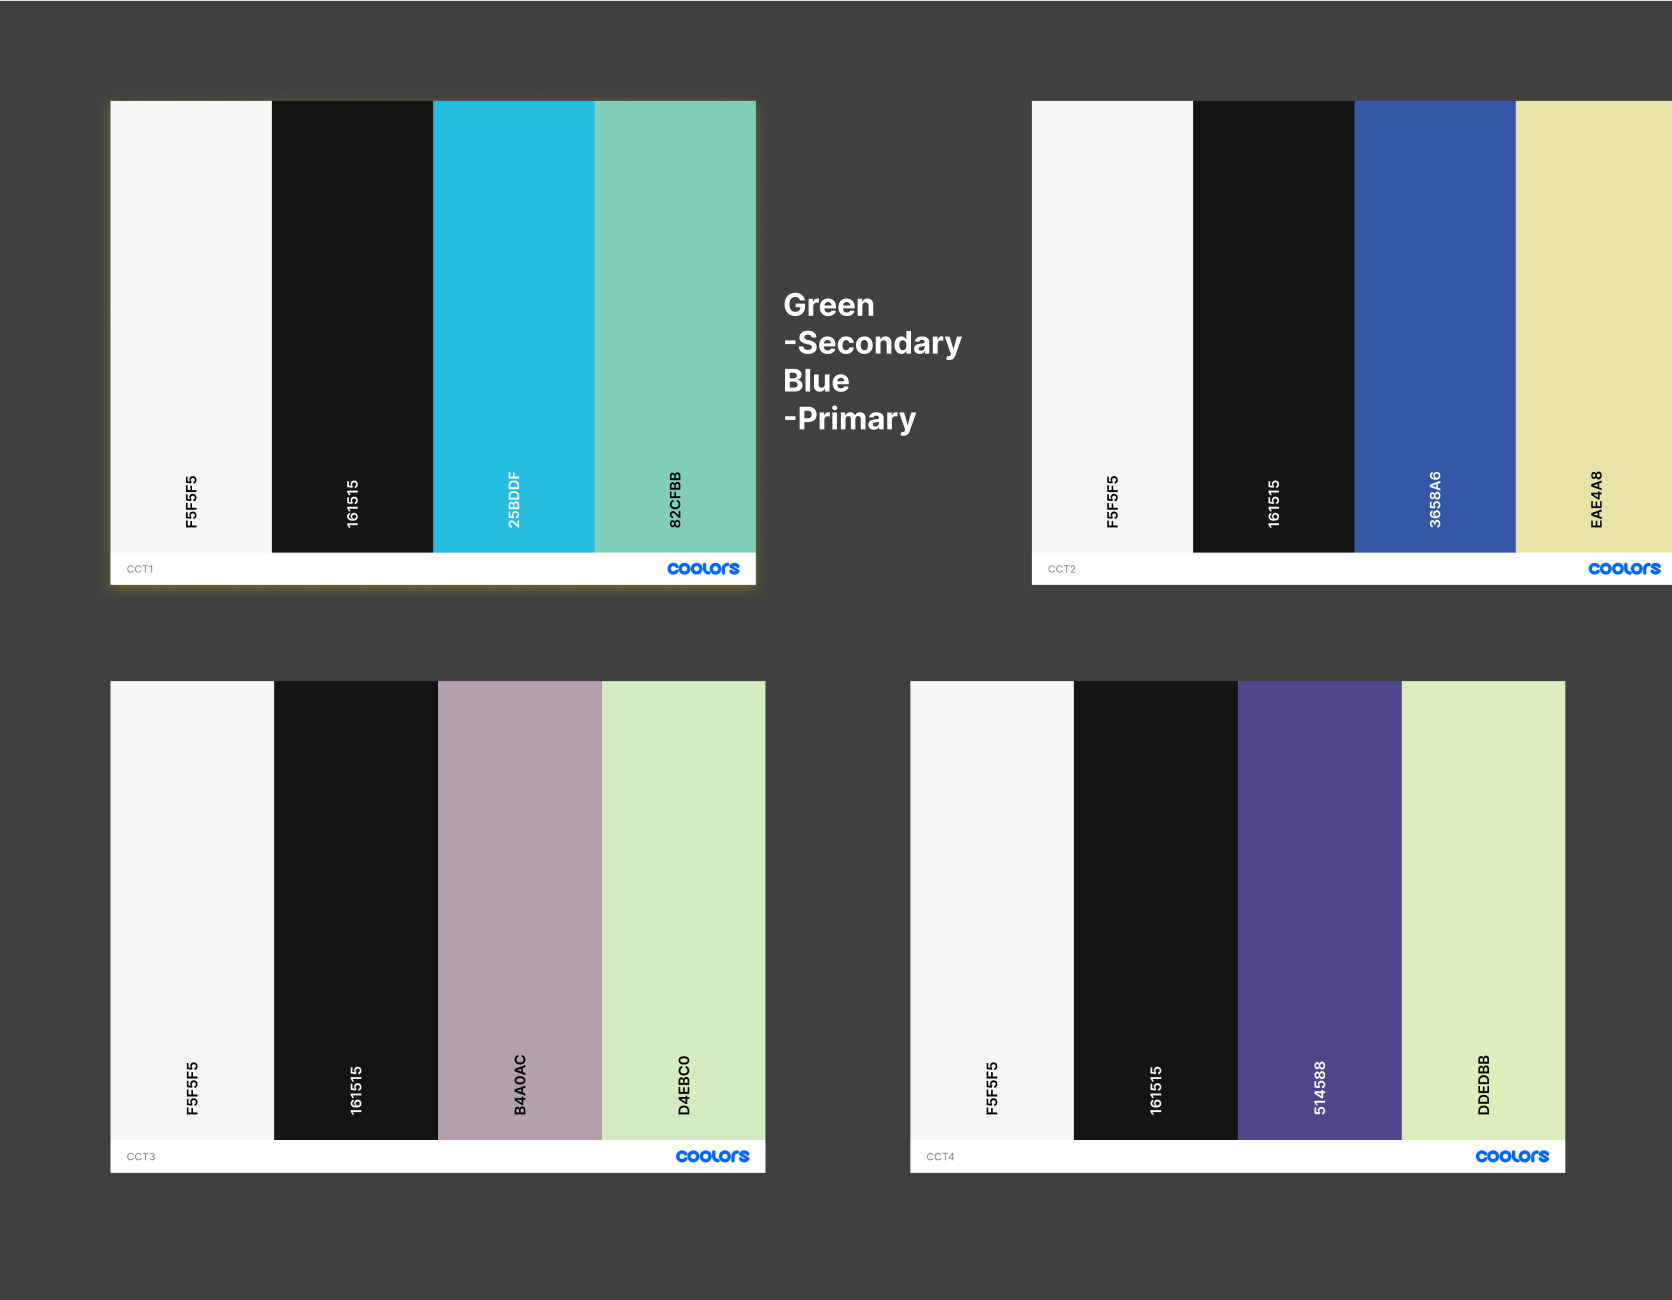 F5F5F5
161515
25BDDF
82CFBB
CCT1
coolors
Green
-Secondary
Blue
-Primary
F5F5F5
161515
3658A6
EAE4A8
CCT2
coolors
F5F5F5
161515
B4A0AC
D4EBC0
CCT3
coolors
F5F5F5
161515
514588
DDEDBB
CCT4
coolors